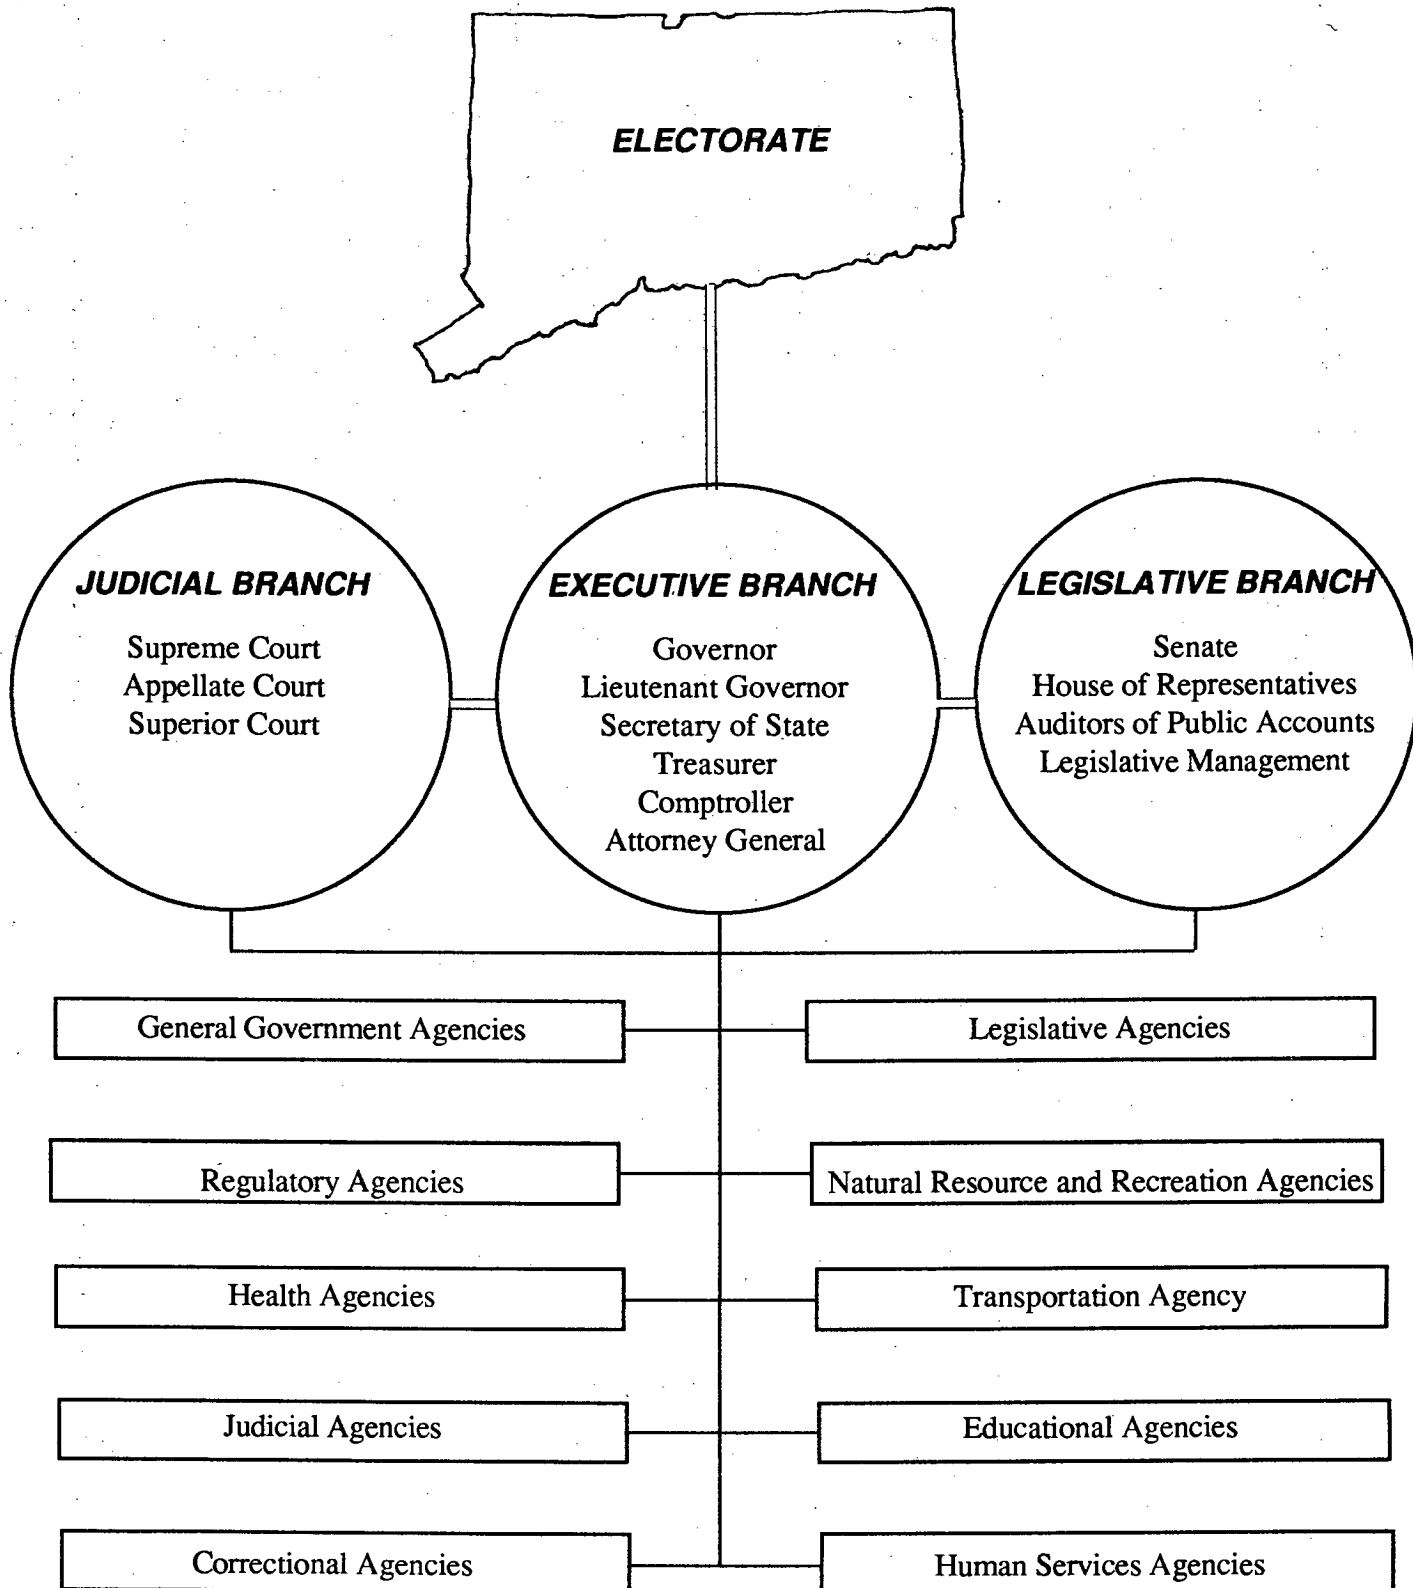 ELECTORATE
JUDICIAL BRANCH
Supreme Court
Appellate Court
Superior Court
EXECUTIVE BRANCH
Governor
Lieutenant Governor
Secretary of State
Treasurer
Comptroller
Attorney General
LEGISLATIVE BRANCH
Senate
House of Representatives
Auditors of Public Accounts
Legislative Management
General Government Agencies
Legislative Agencies
Regulatory Agencies
Natural Resource and Recreation Agencies
Health Agencies
Transportation Agency
Judicial Agencies
Educational Agencies
Correctional Agencies
Human Services Agencies